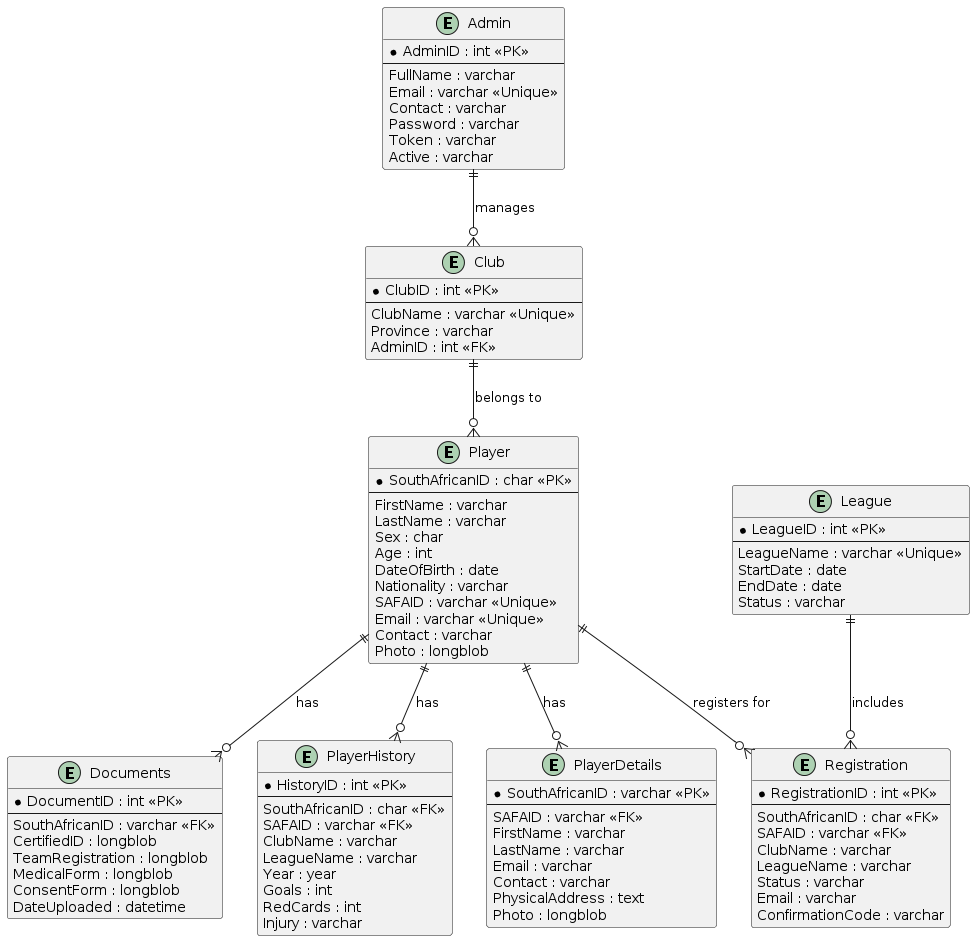 E Admin
AdminID : int «PK»
FullName : varchar
Email : varchar «Unique»
Contact : varchar
Password : varchar
Token : varchar
Active : varchar
manages
E Club
ClubID : int «PK»
ClubName : varchar «Unique»
Province : varchar
AdminID : int «FK»
belongs to
E Player
SouthAfricanID : char «PK»
FirstName : varchar
LastName : varchar
Sex : char
Age : int
DateOfBirth : date
Nationality : varchar
SAFAID : varchar «Unique»
Email : varchar «Unique»
Contact : varchar
Photo : longblob
E League
LeagueID : int «PK»
LeagueName : varchar «Unique»
StartDate : date
EndDate : date
Status : varchar
has
has
has
registers for
includes
E Documents
DocumentID : int «PK»
SouthAfricanID : varchar «FK»
CertifiedID : longblob
TeamRegistration : longblob
MedicalForm : longblob
ConsentForm : longblob
DateUploaded : datetime
E PlayerHistory
HistoryID : int «PK»
SouthAfricanID : char «FK»
SAFAID : varchar «FK»
ClubName : varchar
LeagueName : varchar
Year : year
Goals : int
RedCards : int
Injury : varchar
E PlayerDetails
SouthAfricanID : varchar «PK»
SAFAID : varchar «FK»
FirstName : varchar
LastName : varchar
Email : varchar
Contact : varchar
PhysicalAddress : text
Photo : longblob
E Registration
RegistrationID : int «PK»
SouthAfricanID : char «FK»
SAFAID : varchar «FK»
ClubName : varchar
LeagueName : varchar
Status : varchar
Email : varchar
ConfirmationCode : varchar